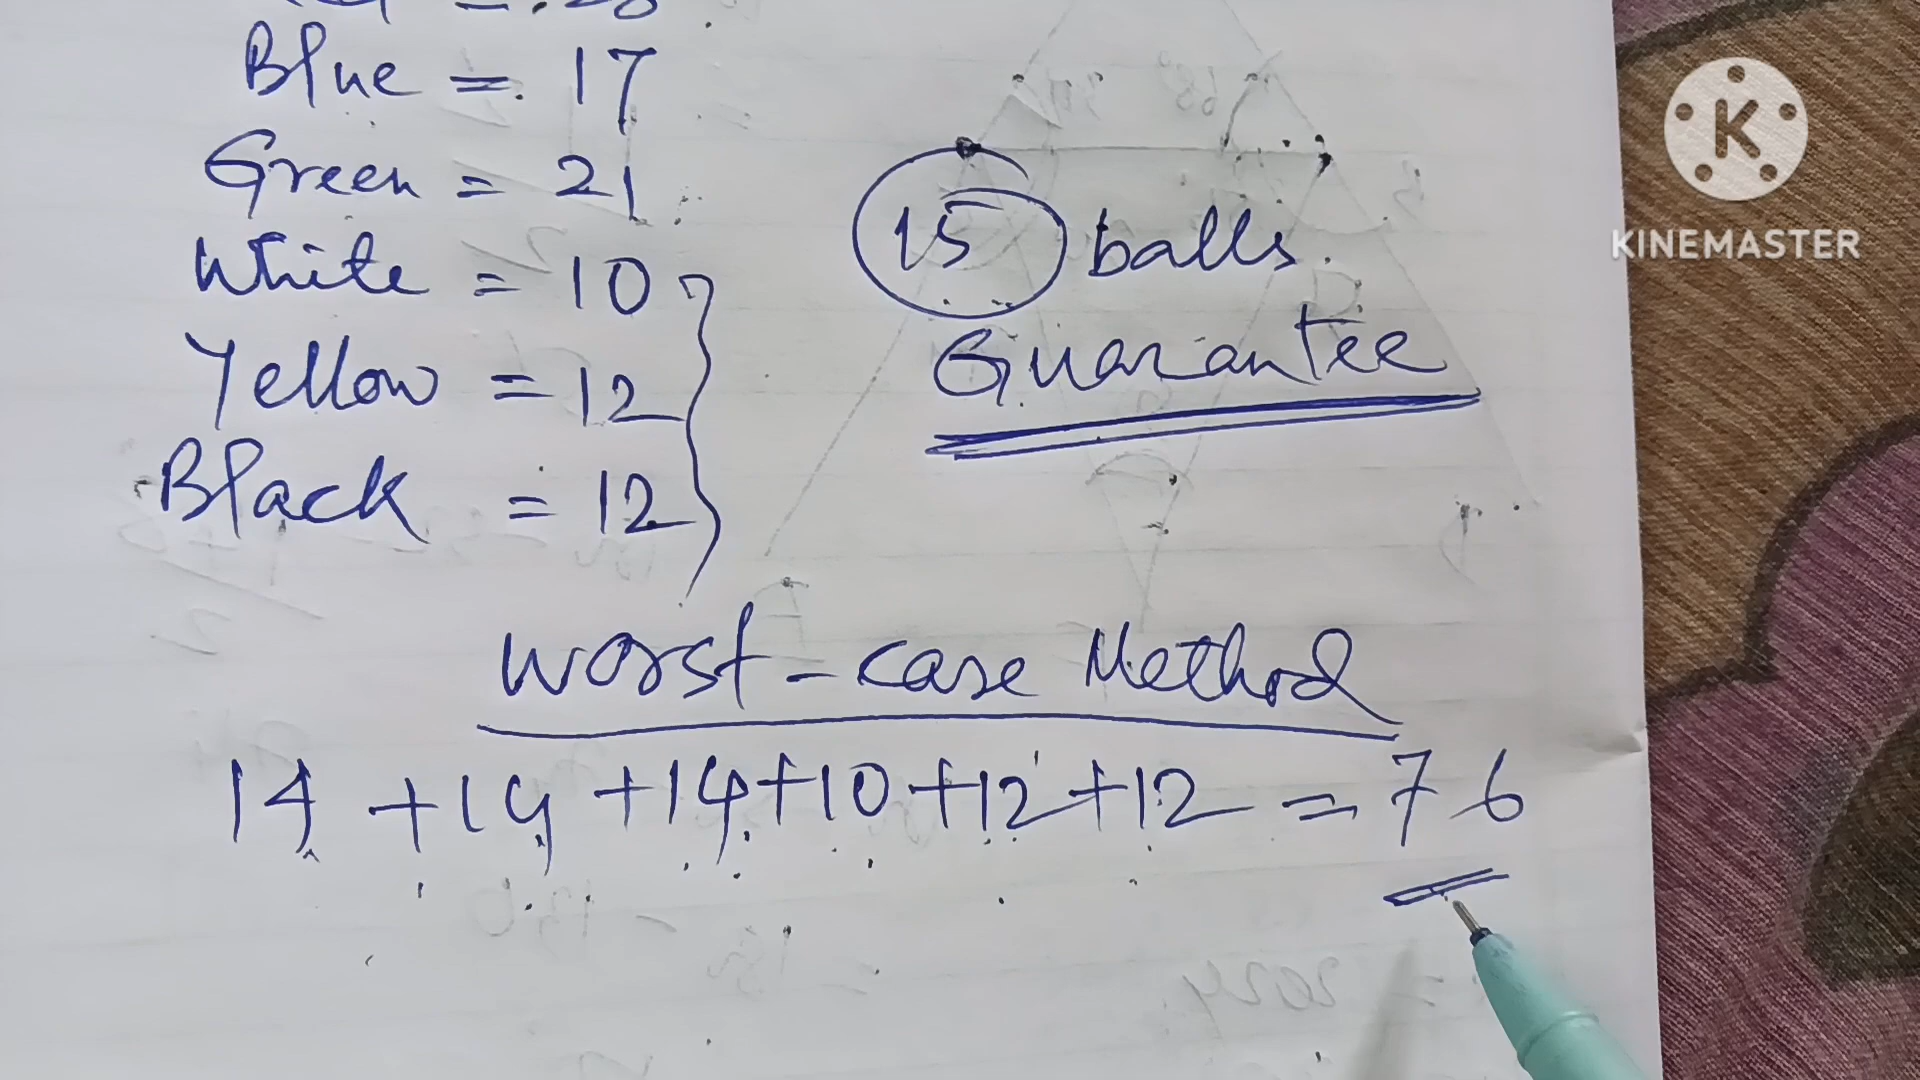 = 28
Blue = 17
Green = 21
White = 10
Yellow = 12
Black = 12
15 balls.
Guarantee
KINEMASTER
Worst-case Method
14 + 14 + 14 + 10 + 12 + 12 = 76